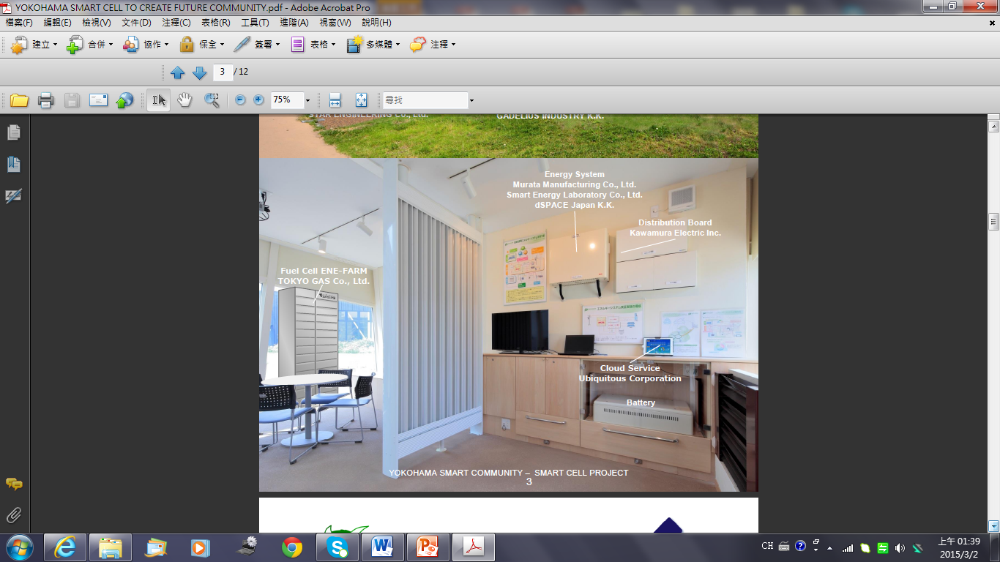 YOKOHAMA SMART CELL TO CREATE FUTURE COMMUNITY.pdf - Adobe Acrobat Pro
檔案(F) 編輯(E) 檢視(V) 文件(D) 注釋(C) 表格(R) 工具(T) 進階(A) 視窗(W) 說明(H)
建立 合併 協作 保全 簽署 表格 多媒體 注釋
3 / 12
75% 尋找
STAR ENGINEERING Co., Ltd.
GADELIUS INDUSTRY K.K.
Energy System
Murata Manufacturing Co., Ltd.
Smart Energy Laboratory Co., Ltd.
dSPACE Japan K.K.
Distribution Board
Kawamura Electric Inc.
Fuel Cell ENE-FARM
TOKYO GAS Co., Ltd.
Cloud Service
Ubiquitous Corporation
Battery
YOKOHAMA SMART COMMUNITY – SMART CELL PROJECT
3
CH
上午 01:39
2015/3/2